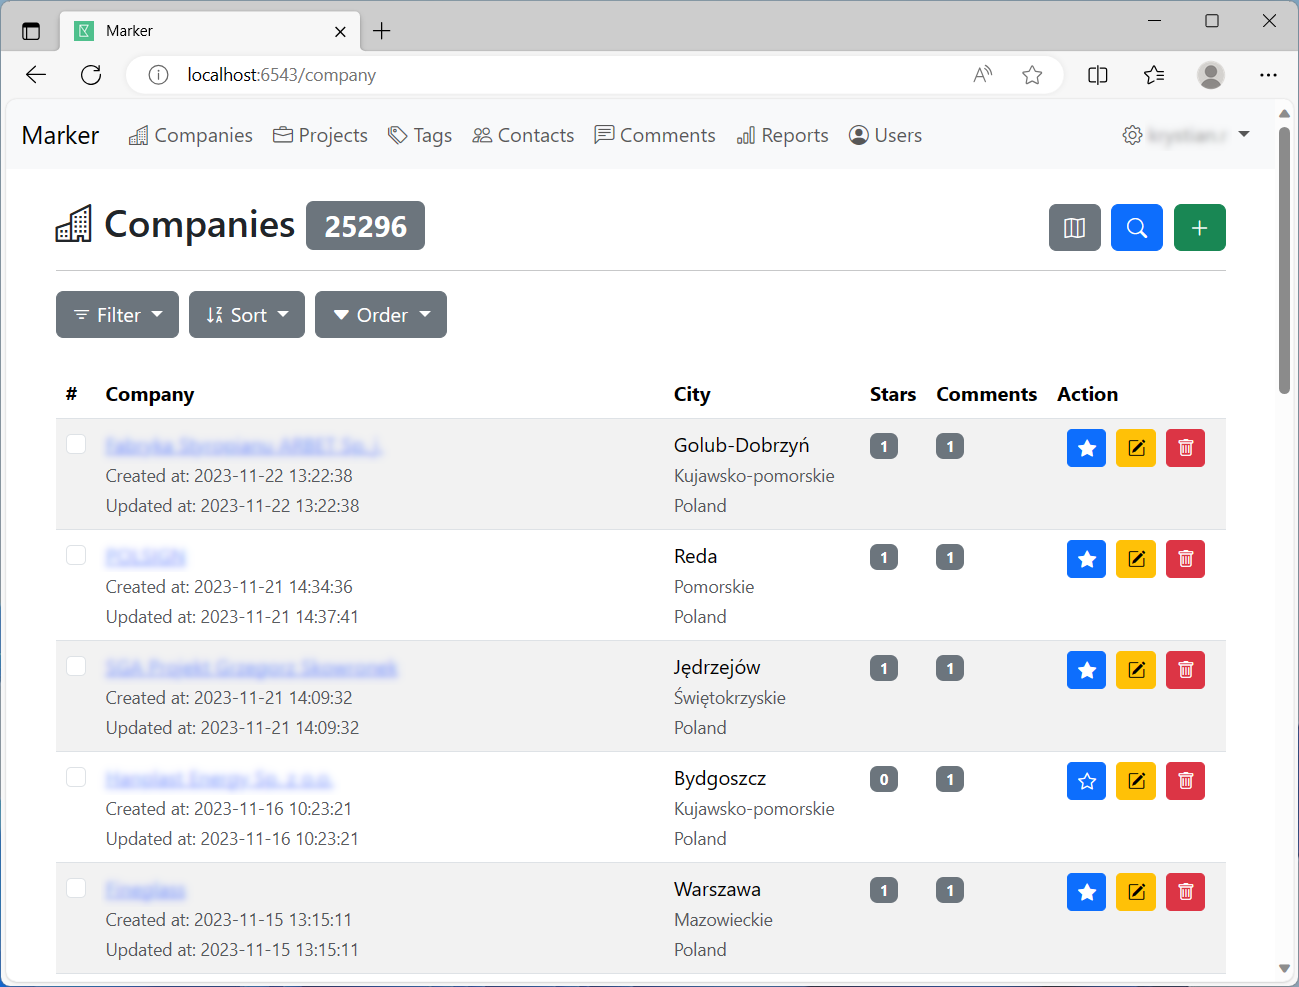 Marker
localhost:6543/company
Marker Companies Projects Tags Contacts Comments Reports Users
Companies 25296
Filter Sort Order
# Company City Stars Comments Action
Golub-Dobrzyń 1 1
Created at: 2023-11-22 13:22:38 Kujawsko-pomorskie
Updated at: 2023-11-22 13:22:38 Poland
Reda 1 1
Created at: 2023-11-21 14:34:36 Pomorskie
Updated at: 2023-11-21 14:37:41 Poland
Jędrzejów 1 1
Created at: 2023-11-21 14:09:32 Świętokrzyskie
Updated at: 2023-11-21 14:09:32 Poland
Bydgoszcz 0 1
Created at: 2023-11-16 10:23:21 Kujawsko-pomorskie
Updated at: 2023-11-16 10:23:21 Poland
Warszawa 1 1
Created at: 2023-11-15 13:15:11 Mazowieckie
Updated at: 2023-11-15 13:15:11 Poland